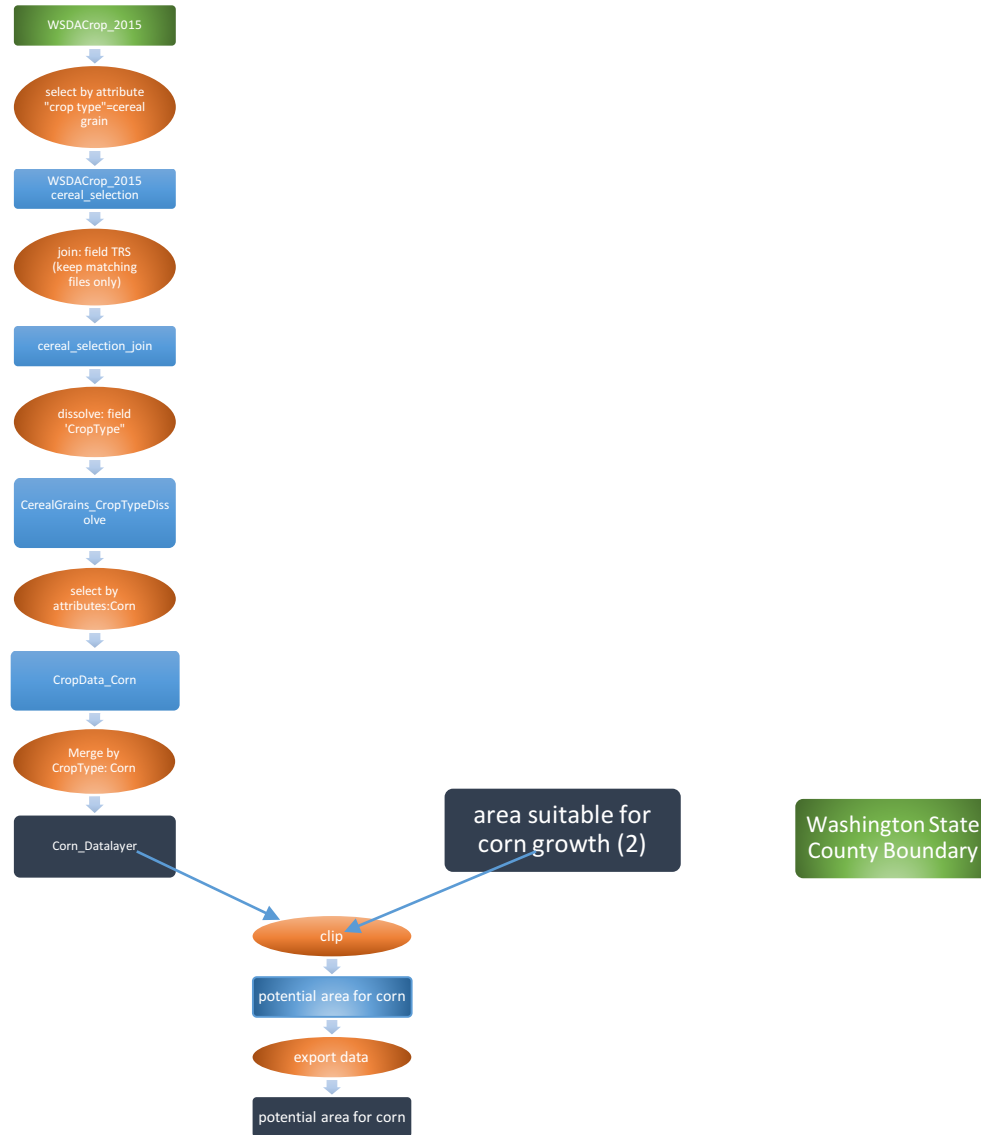 WSDACrop_2015
select by attribute
"crop type"=cereal
grain
WSDACrop_2015
cereal_selection
join: field TRS
(keep matching
files only)
cereal_selection_join
dissolve: field
'CropType"
CerealGrains_CropTypeDiss
olve
select by
attributes:Corn
CropData_Corn
Merge by
CropType: Corn
Corn_Datalayer
area suitable for
corn growth (2)
Washington State
County Boundary
clip
potential area for corn
export data
potential area for corn